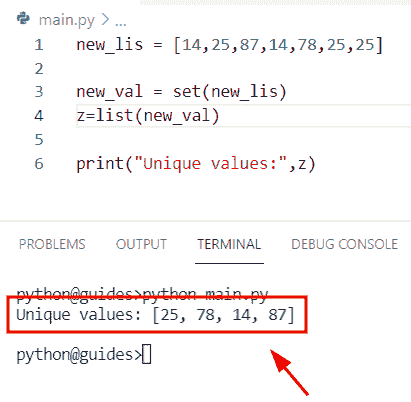 main.py > ...
1 new_lis = [14,25,87,14,78,25,25]
2
3 new_val = set(new_lis)
4 z=list(new_val)
5
6 print("Unique values:",z)
PROBLEMS OUTPUT TERMINAL DEBUG CONSOLE
python@guides>python main.py
Unique values: [25, 78, 14, 87]
python@guides>